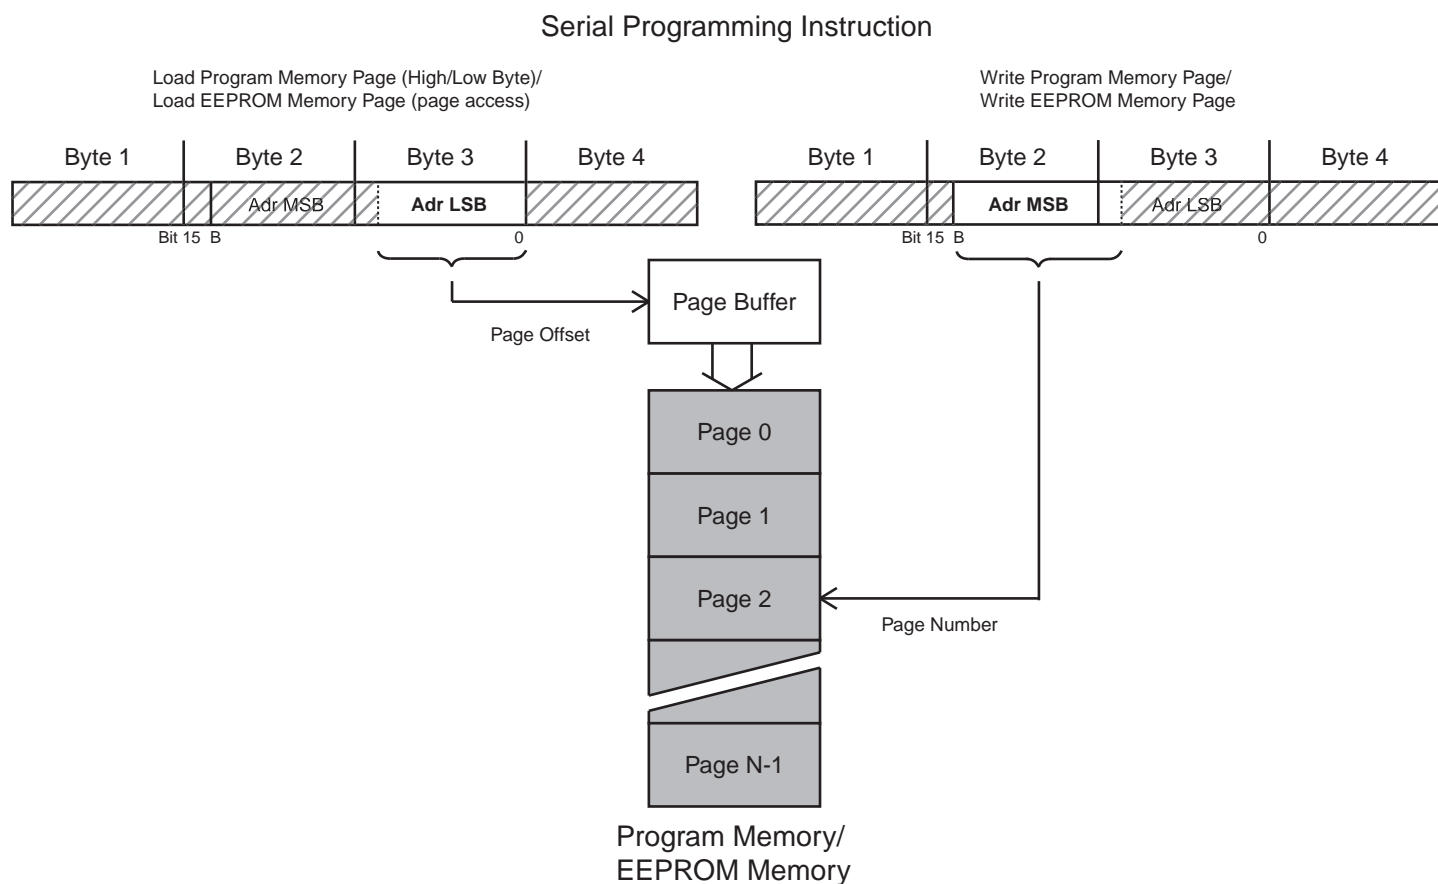 Serial Programming Instruction
Load Program Memory Page (High/Low Byte)/
Load EEPROM Memory Page (page access)
Write Program Memory Page/
Write EEPROM Memory Page
Byte 1 Byte 2 Byte 3 Byte 4
Byte 1 Byte 2 Byte 3 Byte 4
Adr MSB Adr LSB
Adr MSB Adr LSB
Bit 15 B 0
Bit 15 B 0
Page Buffer
Page Offset
Page 0
Page 1
Page 2
Page Number
Page N-1
Program Memory/
EEPROM Memory